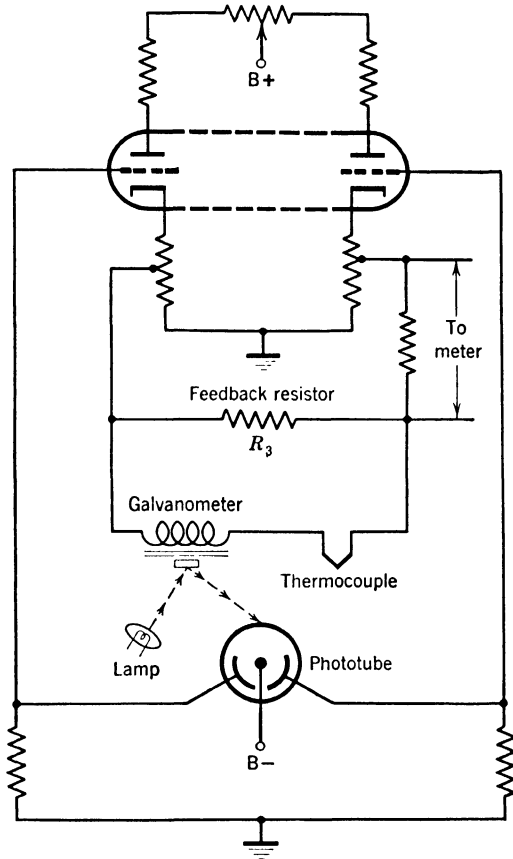 B+
To
meter
Feedback resistor
R₃
Galvanometer
Thermocouple
Lamp
Phototube
B−